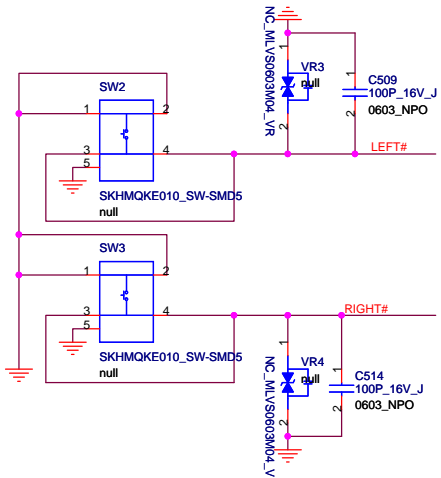 NC_MLVS0603M04_VR
1
VR3
null
2
1
C509
100P_16V_J
2
0603_NPO
SW2
1
2
3
4
5
LEFT#
SKHMQKE010_SW-SMD5
null
SW3
1
2
3
4
5
RIGHT#
SKHMQKE010_SW-SMD5
null
NC_MLVS0603M04_V
1
VR4
null
2
1
C514
100P_16V_J
2
0603_NPO